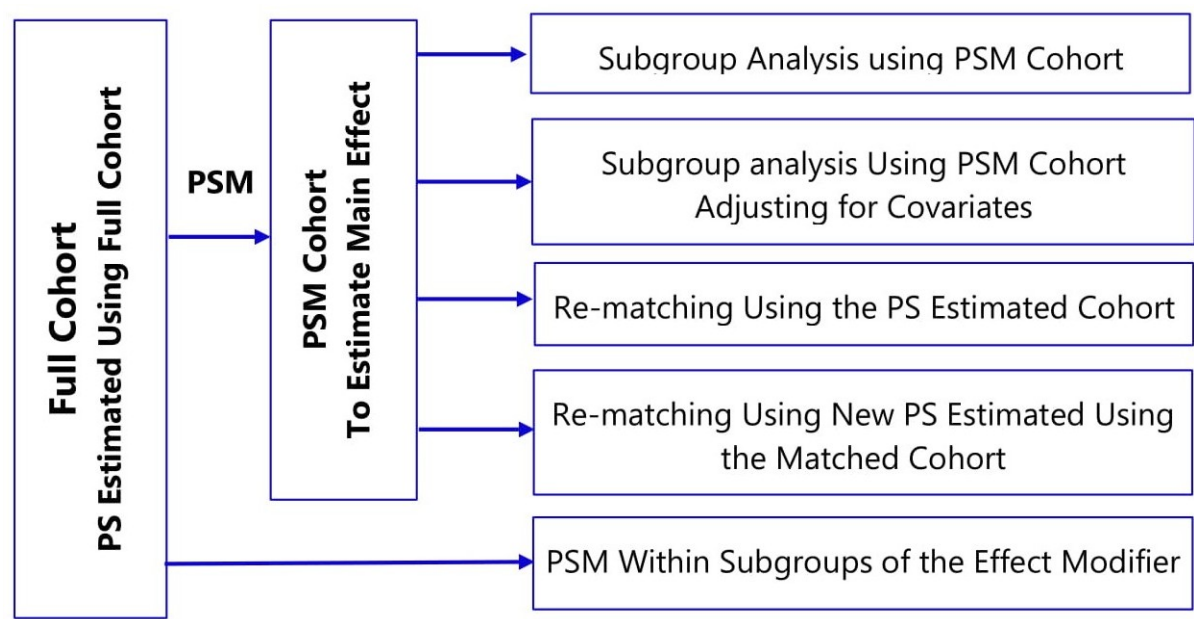 Full Cohort
PS Estimated Using Full Cohort
PSM
PSM Cohort
To Estimate Main Effect
Subgroup Analysis using PSM Cohort
Subgroup analysis Using PSM Cohort
Adjusting for Covariates
Re-matching Using the PS Estimated Cohort
Re-matching Using New PS Estimated Using
the Matched Cohort
PSM Within Subgroups of the Effect Modifier